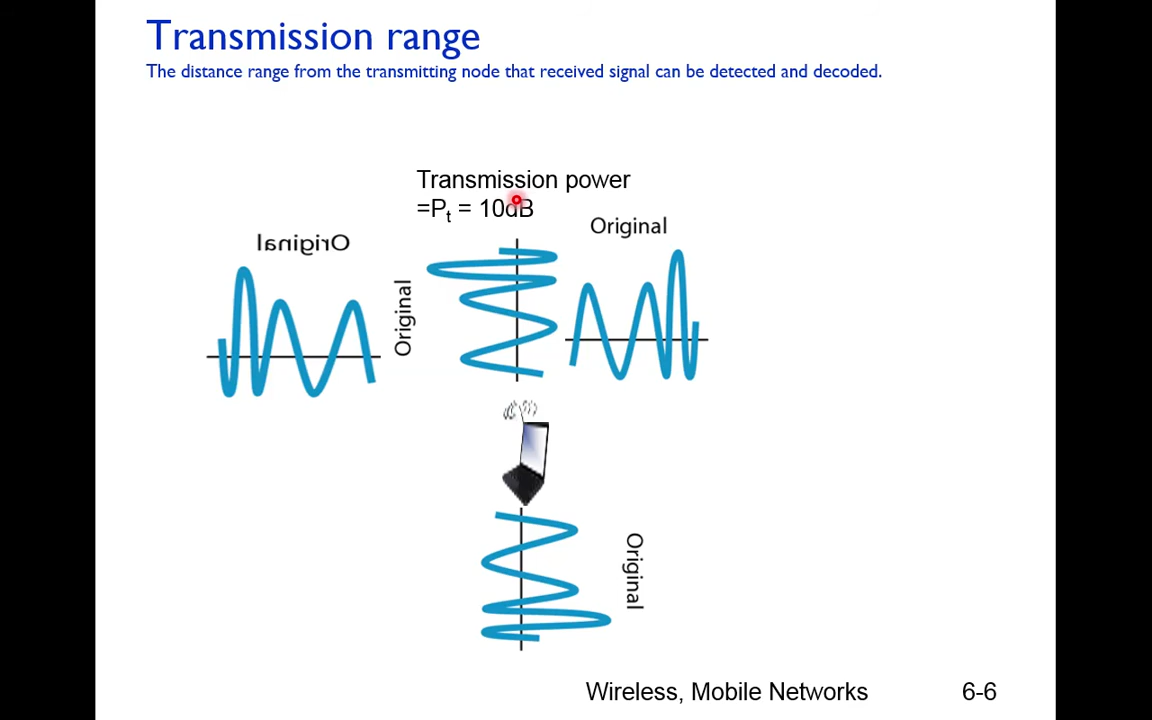 Transmission range
The distance range from the transmitting node that received signal can be detected and decoded.
Transmission power
=Pt = 10dB
Original
Original
Original
Original
Wireless, Mobile Networks
6-6